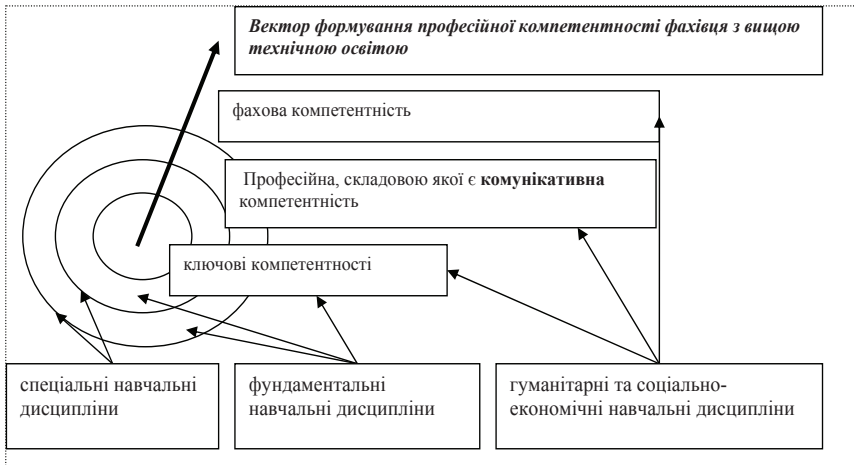 Вектор формування професійної компетентності фахівця з вищою
технічною освітою
фахова компетентність
Професійна, складовою якої є комунікативна
компетентність
ключові компетентності
спеціальні навчальні
дисципліни
фундаментальні
навчальні дисципліни
гуманітарні та соціально-
економічні навчальні дисципліни